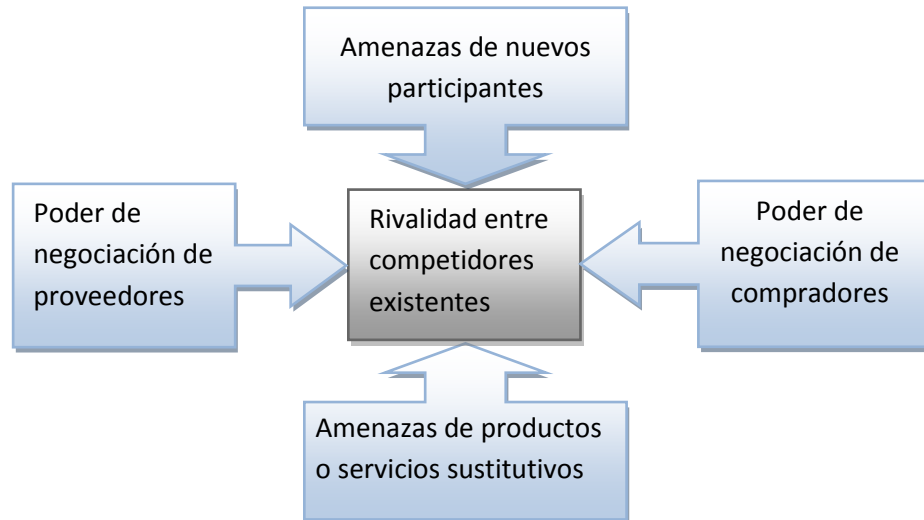 Amenazas de nuevos
participantes
Poder de
negociación de
proveedores
Rivalidad entre
competidores
existentes
Poder de
negociación de
compradores
Amenazas de productos
o servicios sustitutivos